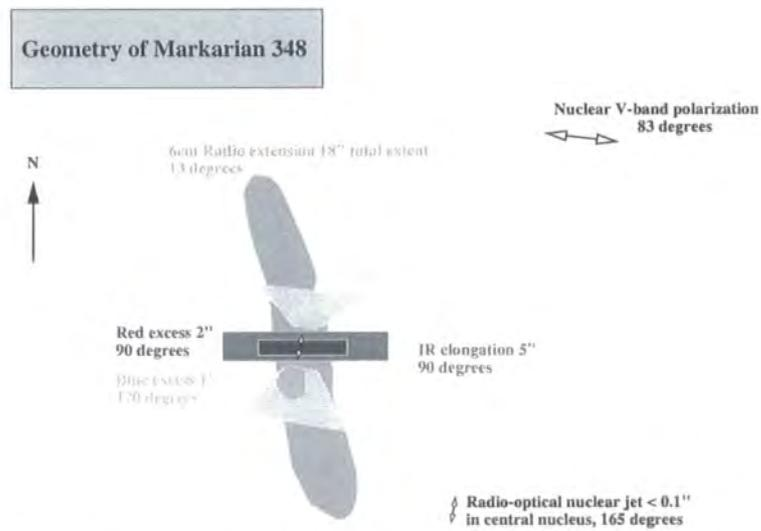 Geometry of Markarian 348
Nuclear V-band polarization
83 degrees
6cm Radio extension 18" total extent
13 degrees
N
Red excess 2"
90 degrees
IR elongation 5"
90 degrees
Blue excess 1"
170 degrees
Radio-optical nuclear jet < 0.1"
in central nucleus, 165 degrees